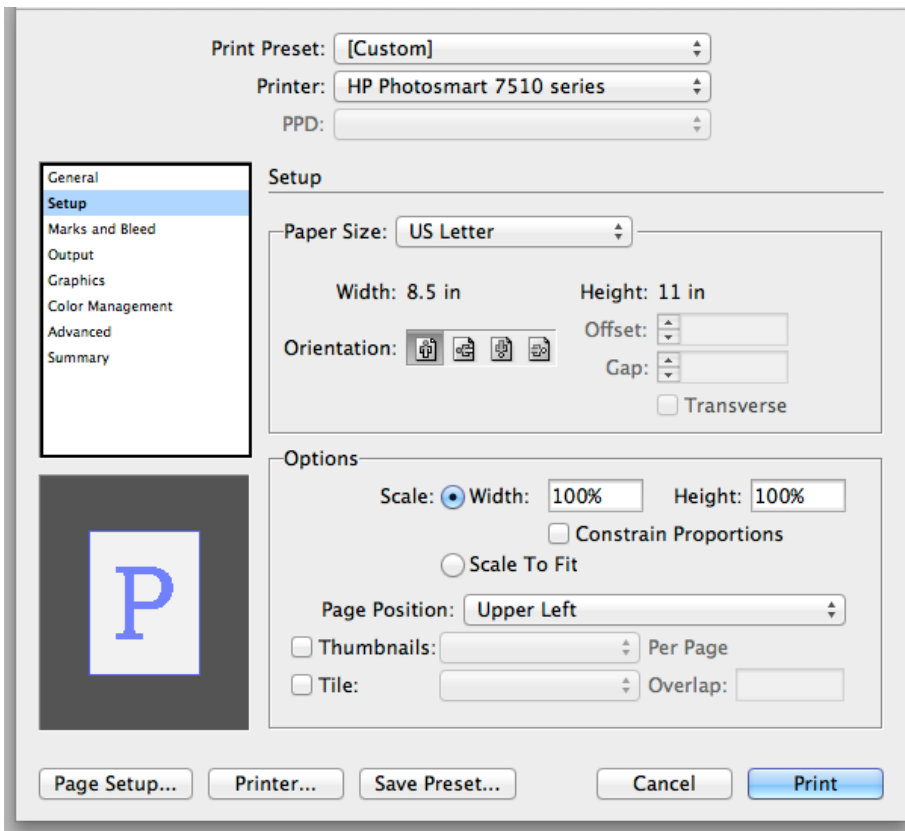 Print Preset: [Custom]
Printer: HP Photosmart 7510 series
PPD:
General
Setup
Marks and Bleed
Output
Graphics
Color Management
Advanced
Summary
Setup
Paper Size: US Letter
Width: 8.5 in Height: 11 in
Orientation: Offset:
Gap:
Transverse
Options
Scale: Width: 100% Height: 100%
Constrain Proportions
Scale To Fit
Page Position: Upper Left
Thumbnails: Per Page
Tile: Overlap:
P
Page Setup... Printer... Save Preset... Cancel Print